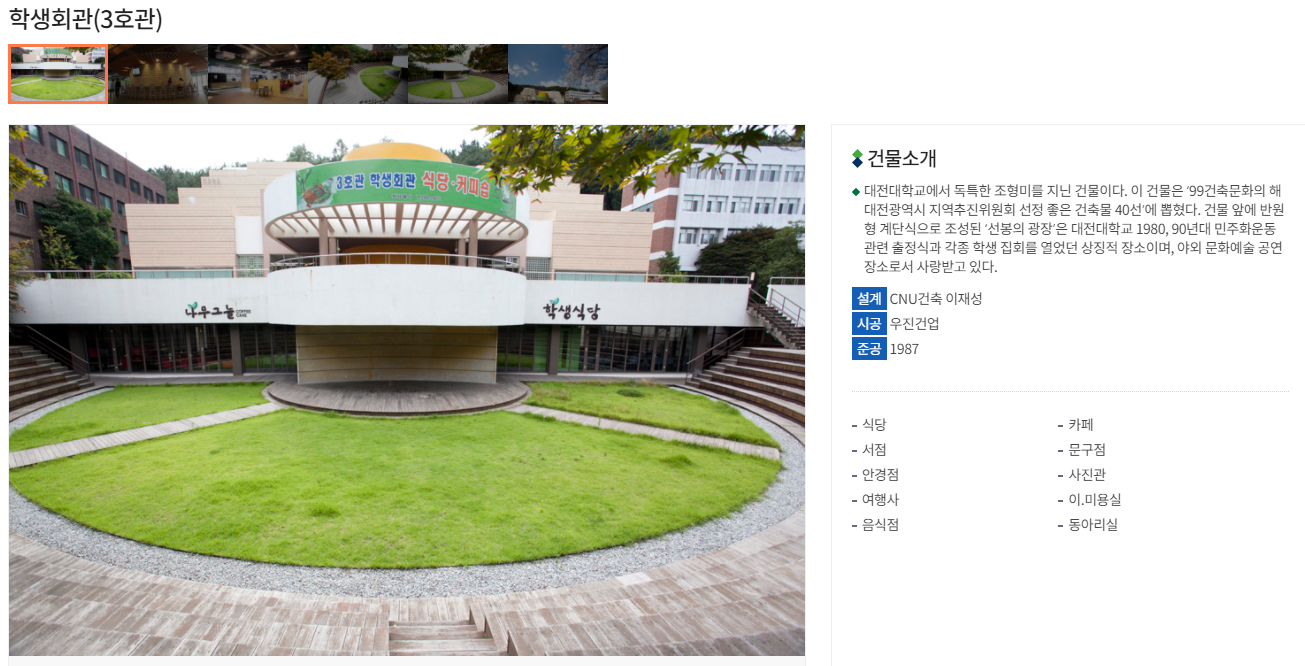 학생회관(3호관)
3호관 학생회관 식당·커피숍
나무그늘 COFFEE CAKE
학생식당
건물소개
대전대학교에서 독특한 조형미를 지닌 건물이다. 이 건물은 ‘99건축문화의 해
대전광역시 지역추진위원회 선정 좋은 건축물 40선’에 뽑혔다. 건물 앞에 반원
형 계단식으로 조성된 ‘선봉의 광장’은 대전대학교 1980, 90년대 민주화운동
관련 출정식과 각종 학생 집회를 열었던 상징적 장소이며, 야외 문화예술 공연
장소로서 사랑받고 있다.
설계 CNU건축 이재성
시공 우진건업
준공 1987
- 식당 - 카페
- 서점 - 문구점
- 안경점 - 사진관
- 여행사 - 이.미용실
- 음식점 - 동아리실